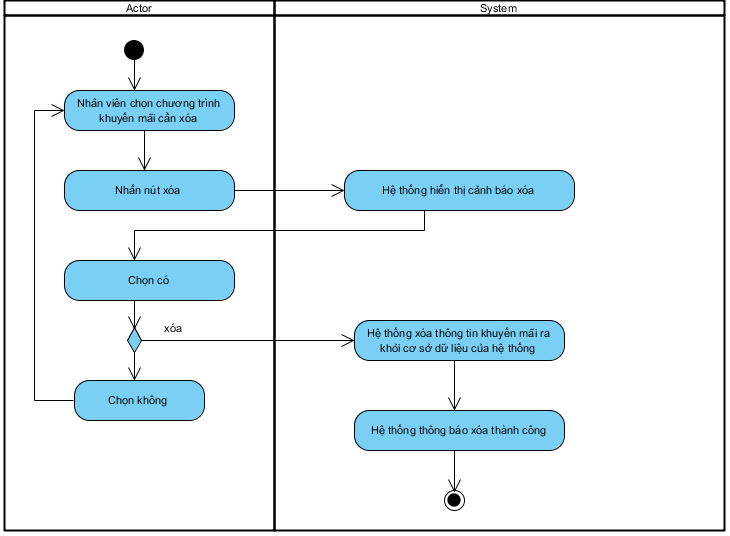 Actor
System
Nhân viên chọn chương trình
khuyến mãi cần xóa
Nhấn nút xóa
Hệ thống hiển thị cảnh báo xóa
Chọn có
xóa
Hệ thống xóa thông tin khuyến mãi ra
khỏi cơ sở dữ liệu của hệ thống
Chọn không
Hệ thống thông báo xóa thành công